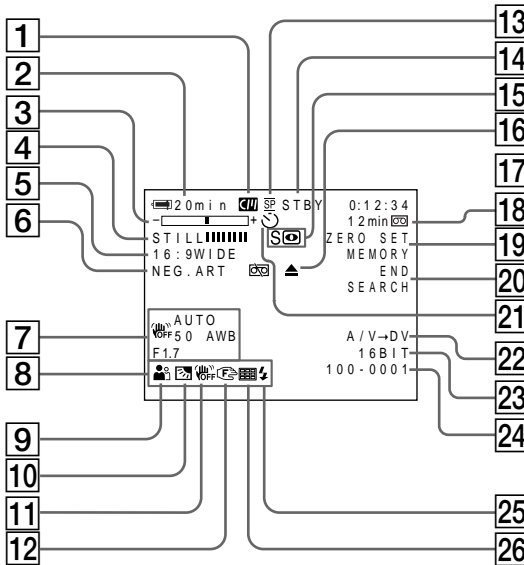 1
2
3
4
5
6
7
8
9
10
11
12
13
14
15
16
17
18
19
20
21
22
23
24
25
26
20min SP STBY 0:12:34
- + 12min
STILL S ZERO SET
16:9WIDE MEMORY
NEG.ART END
SEARCH
AUTO
OFF 50 AWB A/V→DV
F1.7 16BIT
OFF F 100-0001